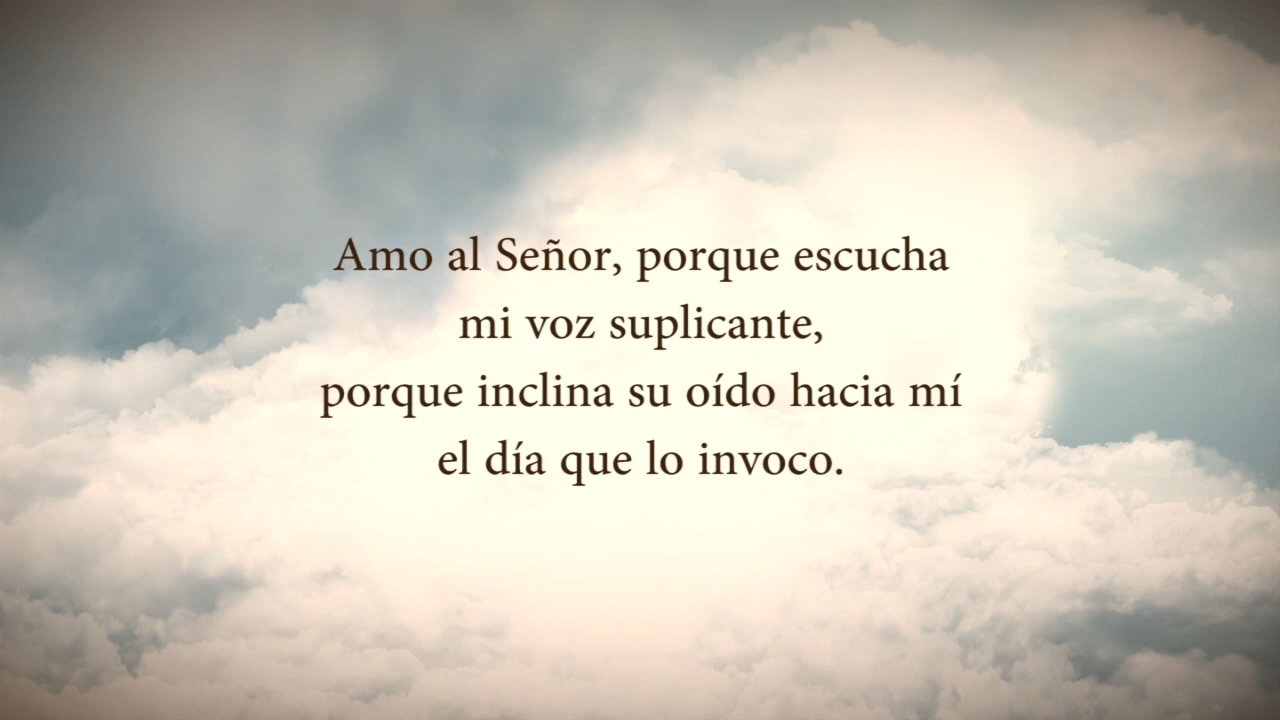 Amo al Señor, porque escucha
mi voz suplicante,
porque inclina su oído hacia mí
el día que lo invoco.